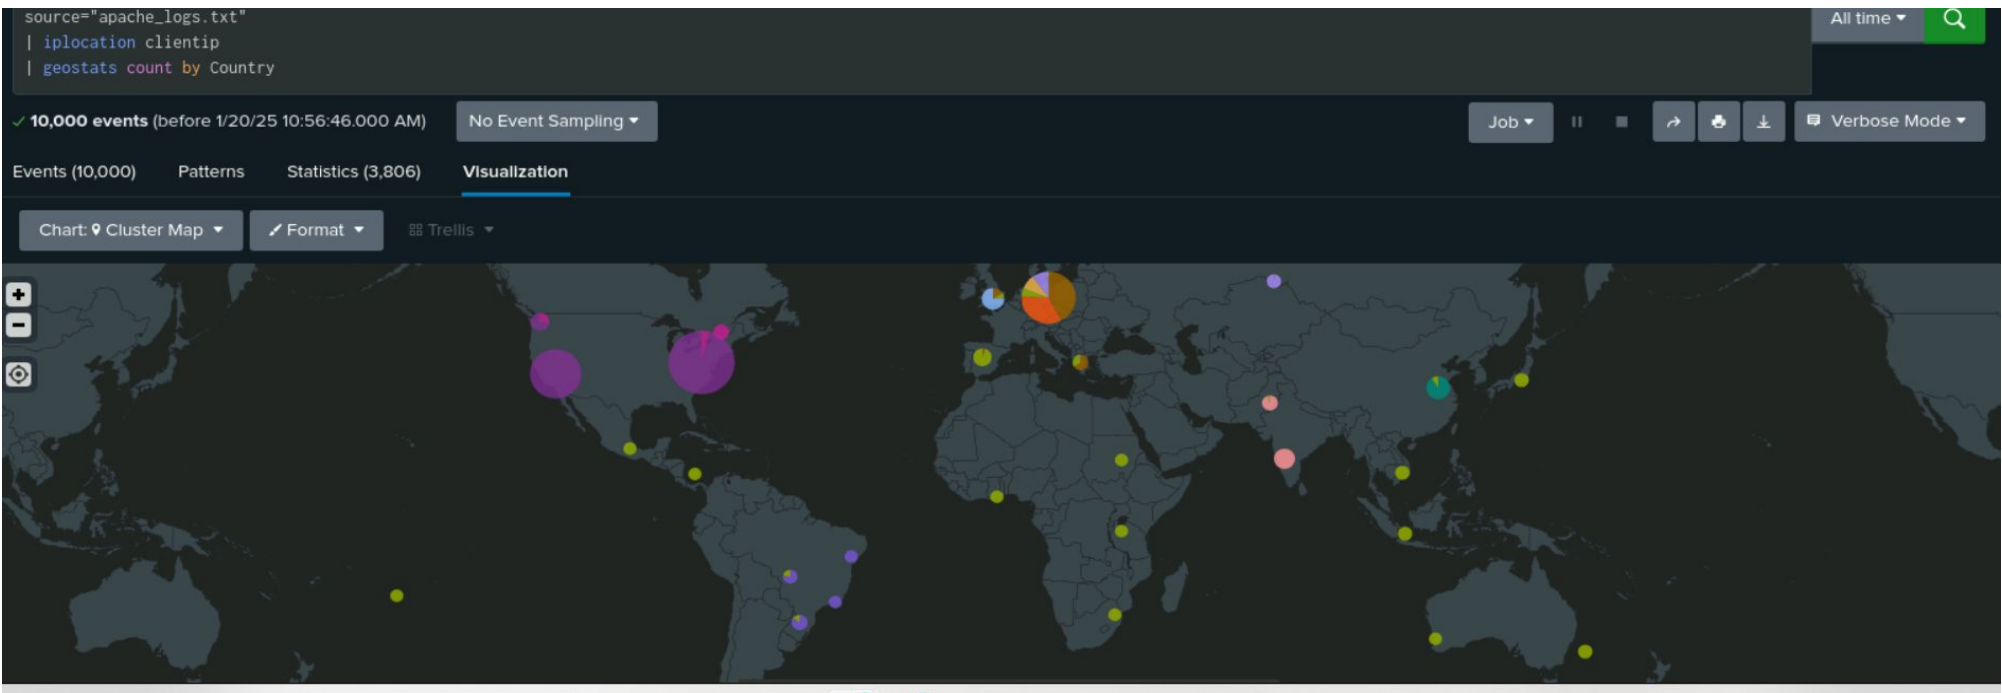 source="apache_logs.txt"
| iplocation clientip
| geostats count by Country
All time
10,000 events (before 1/20/25 10:56:46.000 AM)
No Event Sampling
Job
Verbose Mode
Events (10,000)
Patterns
Statistics (3,806)
Visualization
Chart: Cluster Map
Format
Trellis
+
-